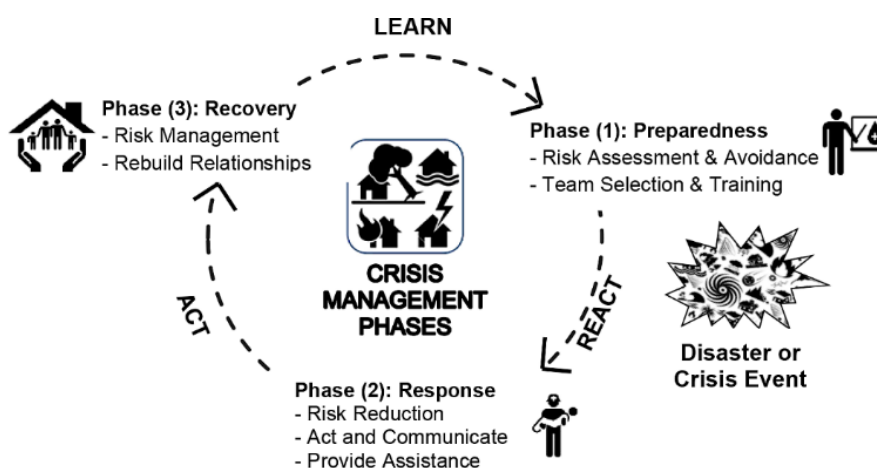 LEARN
Phase (3): Recovery
- Risk Management
- Rebuild Relationships
Phase (1): Preparedness
- Risk Assessment & Avoidance
- Team Selection & Training
CRISIS
MANAGEMENT
PHASES
ACT
REACT
Disaster or
Crisis Event
Phase (2): Response
- Risk Reduction
- Act and Communicate
- Provide Assistance